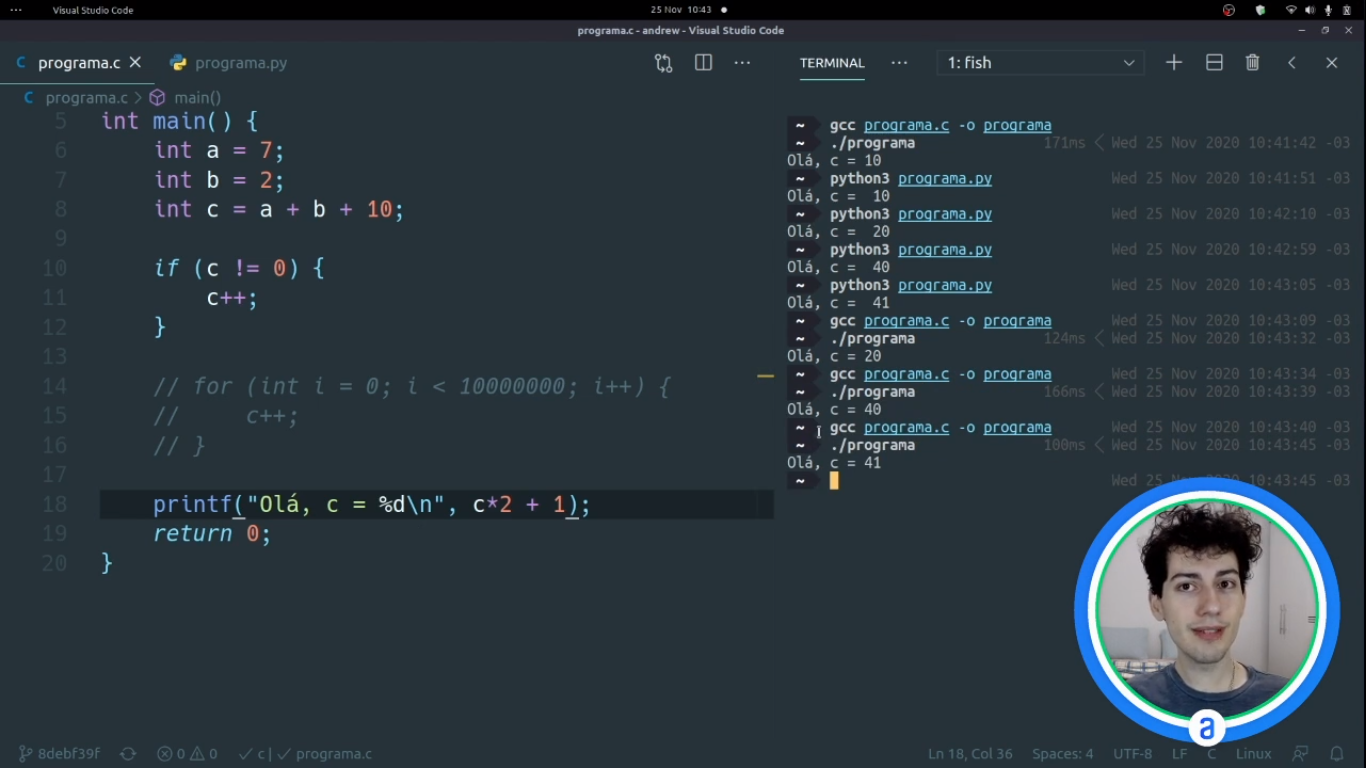 Visual Studio Code
25 Nov 10:43
programa.c - andrew - Visual Studio Code
programa.c
programa.py
TERMINAL
1: fish
programa.c > main()
5 int main() {
6 int a = 7;
7 int b = 2;
8 int c = a + b + 10;
9
10 if (c != 0) {
11 c++;
12 }
13
14 // for (int i = 0; i < 10000000; i++) {
15 // c++;
16 // }
17
18 printf("Olá, c = %d\n", c*2 + 1);
19 return 0;
20 }
~ gcc programa.c -o programa
~ ./programa 171ms < Wed 25 Nov 2020 10:41:42 -03
Olá, c = 10
~ python3 programa.py Wed 25 Nov 2020 10:41:51 -03
Olá, c =  10
~ python3 programa.py Wed 25 Nov 2020 10:42:10 -03
Olá, c =  20
~ python3 programa.py Wed 25 Nov 2020 10:42:59 -03
Olá, c =  40
~ python3 programa.py Wed 25 Nov 2020 10:43:05 -03
Olá, c =  41
~ gcc programa.c -o programa Wed 25 Nov 2020 10:43:09 -03
~ ./programa 124ms < Wed 25 Nov 2020 10:43:32 -03
Olá, c = 20
~ gcc programa.c -o programa Wed 25 Nov 2020 10:43:34 -03
~ ./programa 166ms < Wed 25 Nov 2020 10:43:39 -03
Olá, c = 40
~ gcc programa.c -o programa Wed 25 Nov 2020 10:43:40 -03
~ ./programa 100ms < Wed 25 Nov 2020 10:43:45 -03
Olá, c = 41
~ Wed 25 Nov 2020 10:43:45 -03
a
8debf39f
0 0
c | programa.c
Ln 18, Col 36
Spaces: 4
UTF-8
LF
C
Linux